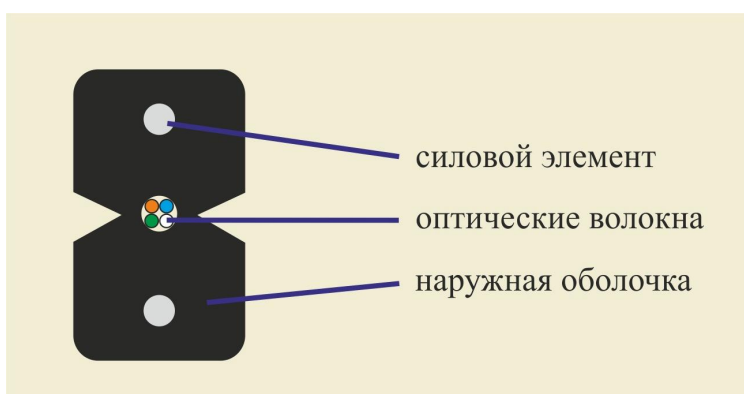 силовой элемент
оптические волокна
наружная оболочка